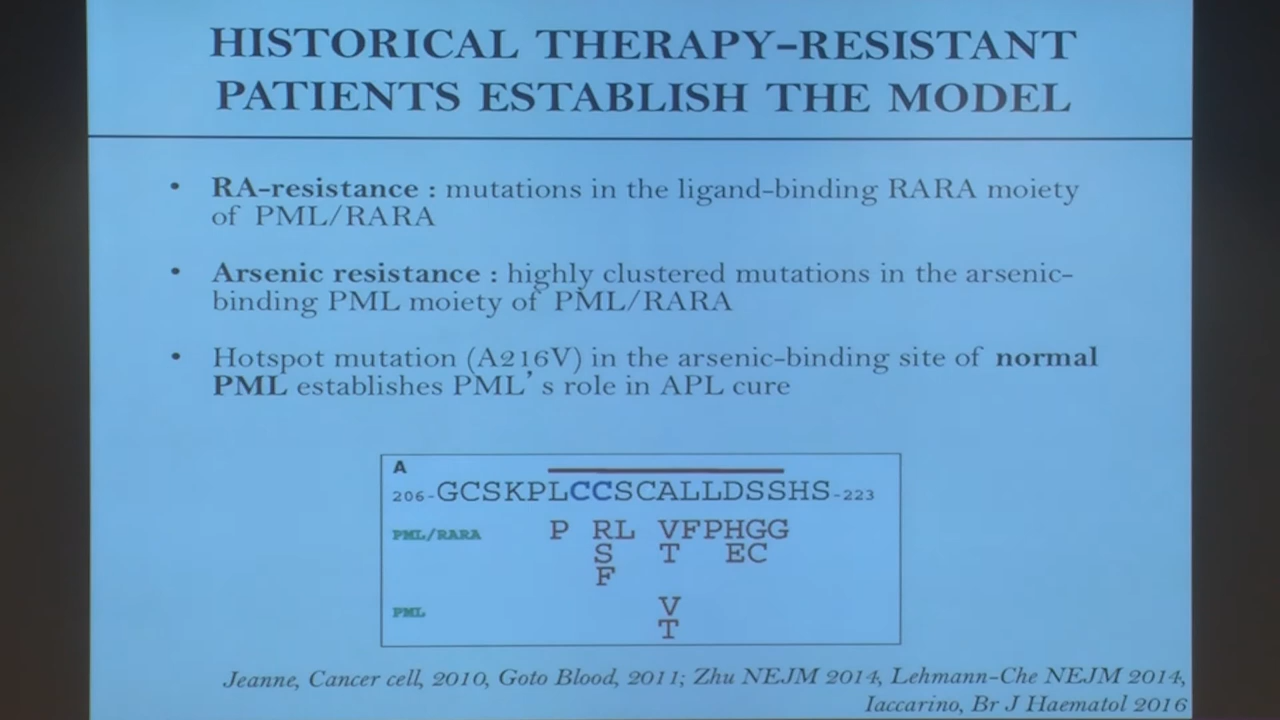 HISTORICAL THERAPY–RESISTANT
PATIENTS ESTABLISH THE MODEL
• RA-resistance : mutations in the ligand-binding RARA moiety
of PML/RARA
• Arsenic resistance : highly clustered mutations in the arsenic-
binding PML moiety of PML/RARA
• Hotspot mutation (A216V) in the arsenic-binding site of normal
PML establishes PML's role in APL cure
A
206-GCSKPLCCSCALLDSSHS-223
PML/RARA P RL VFPHGG
S T EC
F
PML V
T
Jeanne, Cancer cell, 2010, Goto Blood, 2011; Zhu NEJM 2014, Lehmann-Che NEJM 2014,
Iaccarino, Br J Haematol 2016